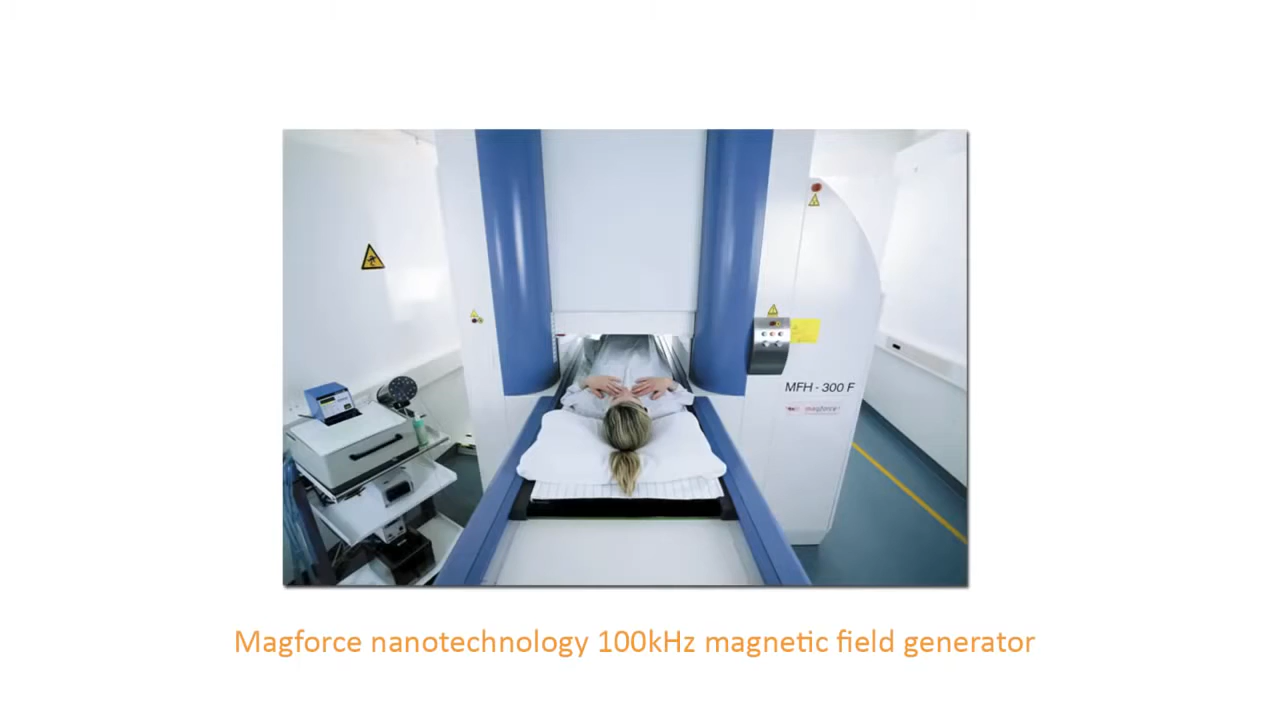 MFH - 300 F
magforce
Magforce nanotechnology 100kHz magnetic field generator